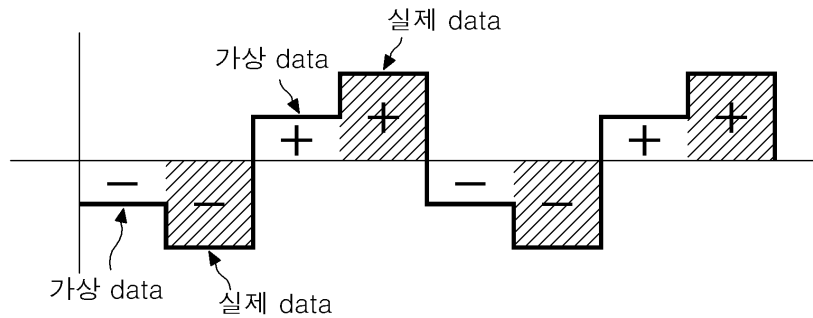 실제 data
가상 data
+ + + +
− − − −
가상 data
실제 data